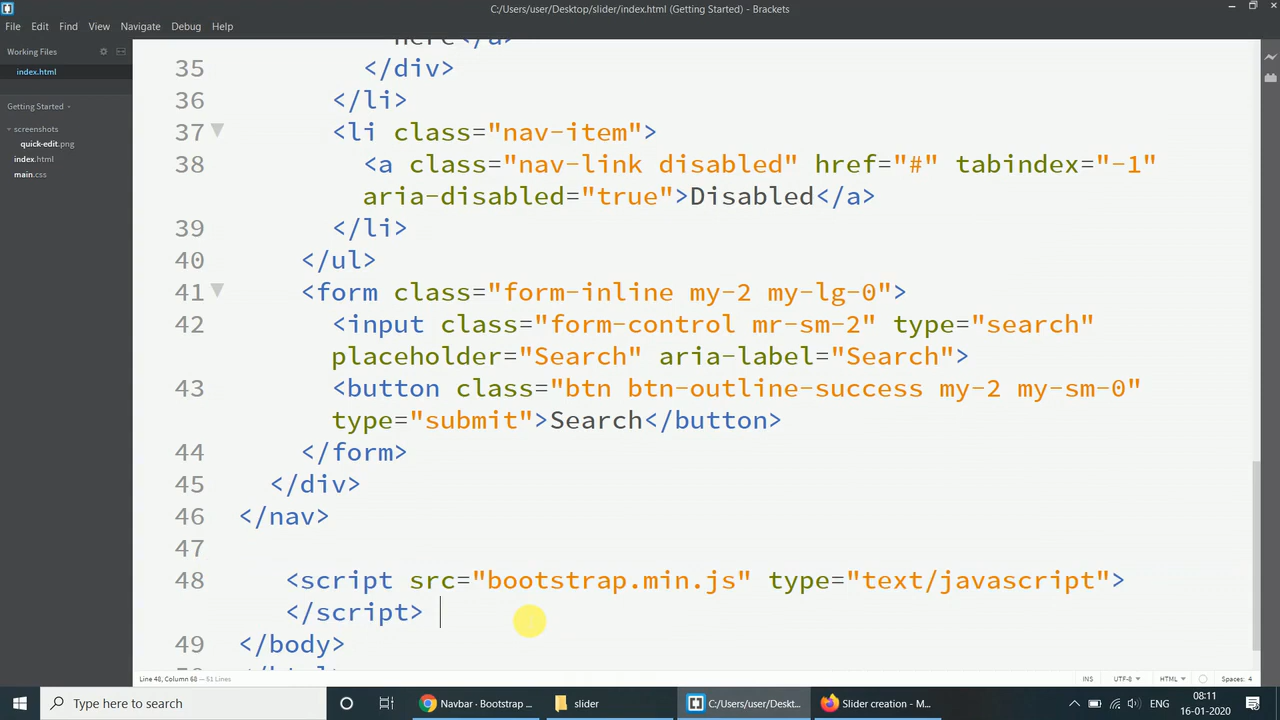 C:/Users/user/Desktop/slider/index.html (Getting Started) - Brackets
File Edit Find View Navigate Debug Help
Working Files
index.html
Getting Started
screenshots
quick-edit.png
index.html
main.css
here</a>
35 </div>
36 </li>
37 <li class="nav-item">
38 <a class="nav-link disabled" href="#" tabindex="-1"
aria-disabled="true">Disabled</a>
39 </li>
40 </ul>
41 <form class="form-inline my-2 my-lg-0">
42 <input class="form-control mr-sm-2" type="search"
placeholder="Search" aria-label="Search">
43 <button class="btn btn-outline-success my-2 my-sm-0"
type="submit">Search</button>
44 </form>
45 </div>
46 </nav>
47
48 <script src="bootstrap.min.js" type="text/javascript">
</script>
49 </body>
Line 48, Column 68 — 51 Lines
INS UTF-8 HTML Spaces: 4
Type here to search
Navbar · Bootstrap ...
slider
C:/Users/user/Deskt...
Slider creation - M...
08:11
16-01-2020